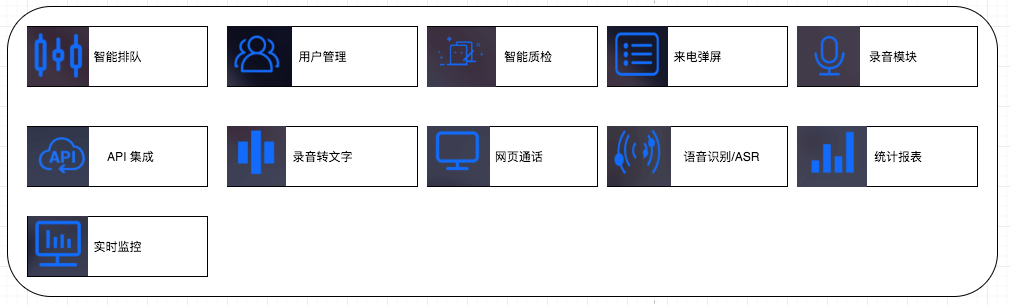 智能排队
用户管理
智能质检
来电弹屏
录音模块
API
API 集成
录音转文字
网页通话
语音识别/ASR
统计报表
实时监控